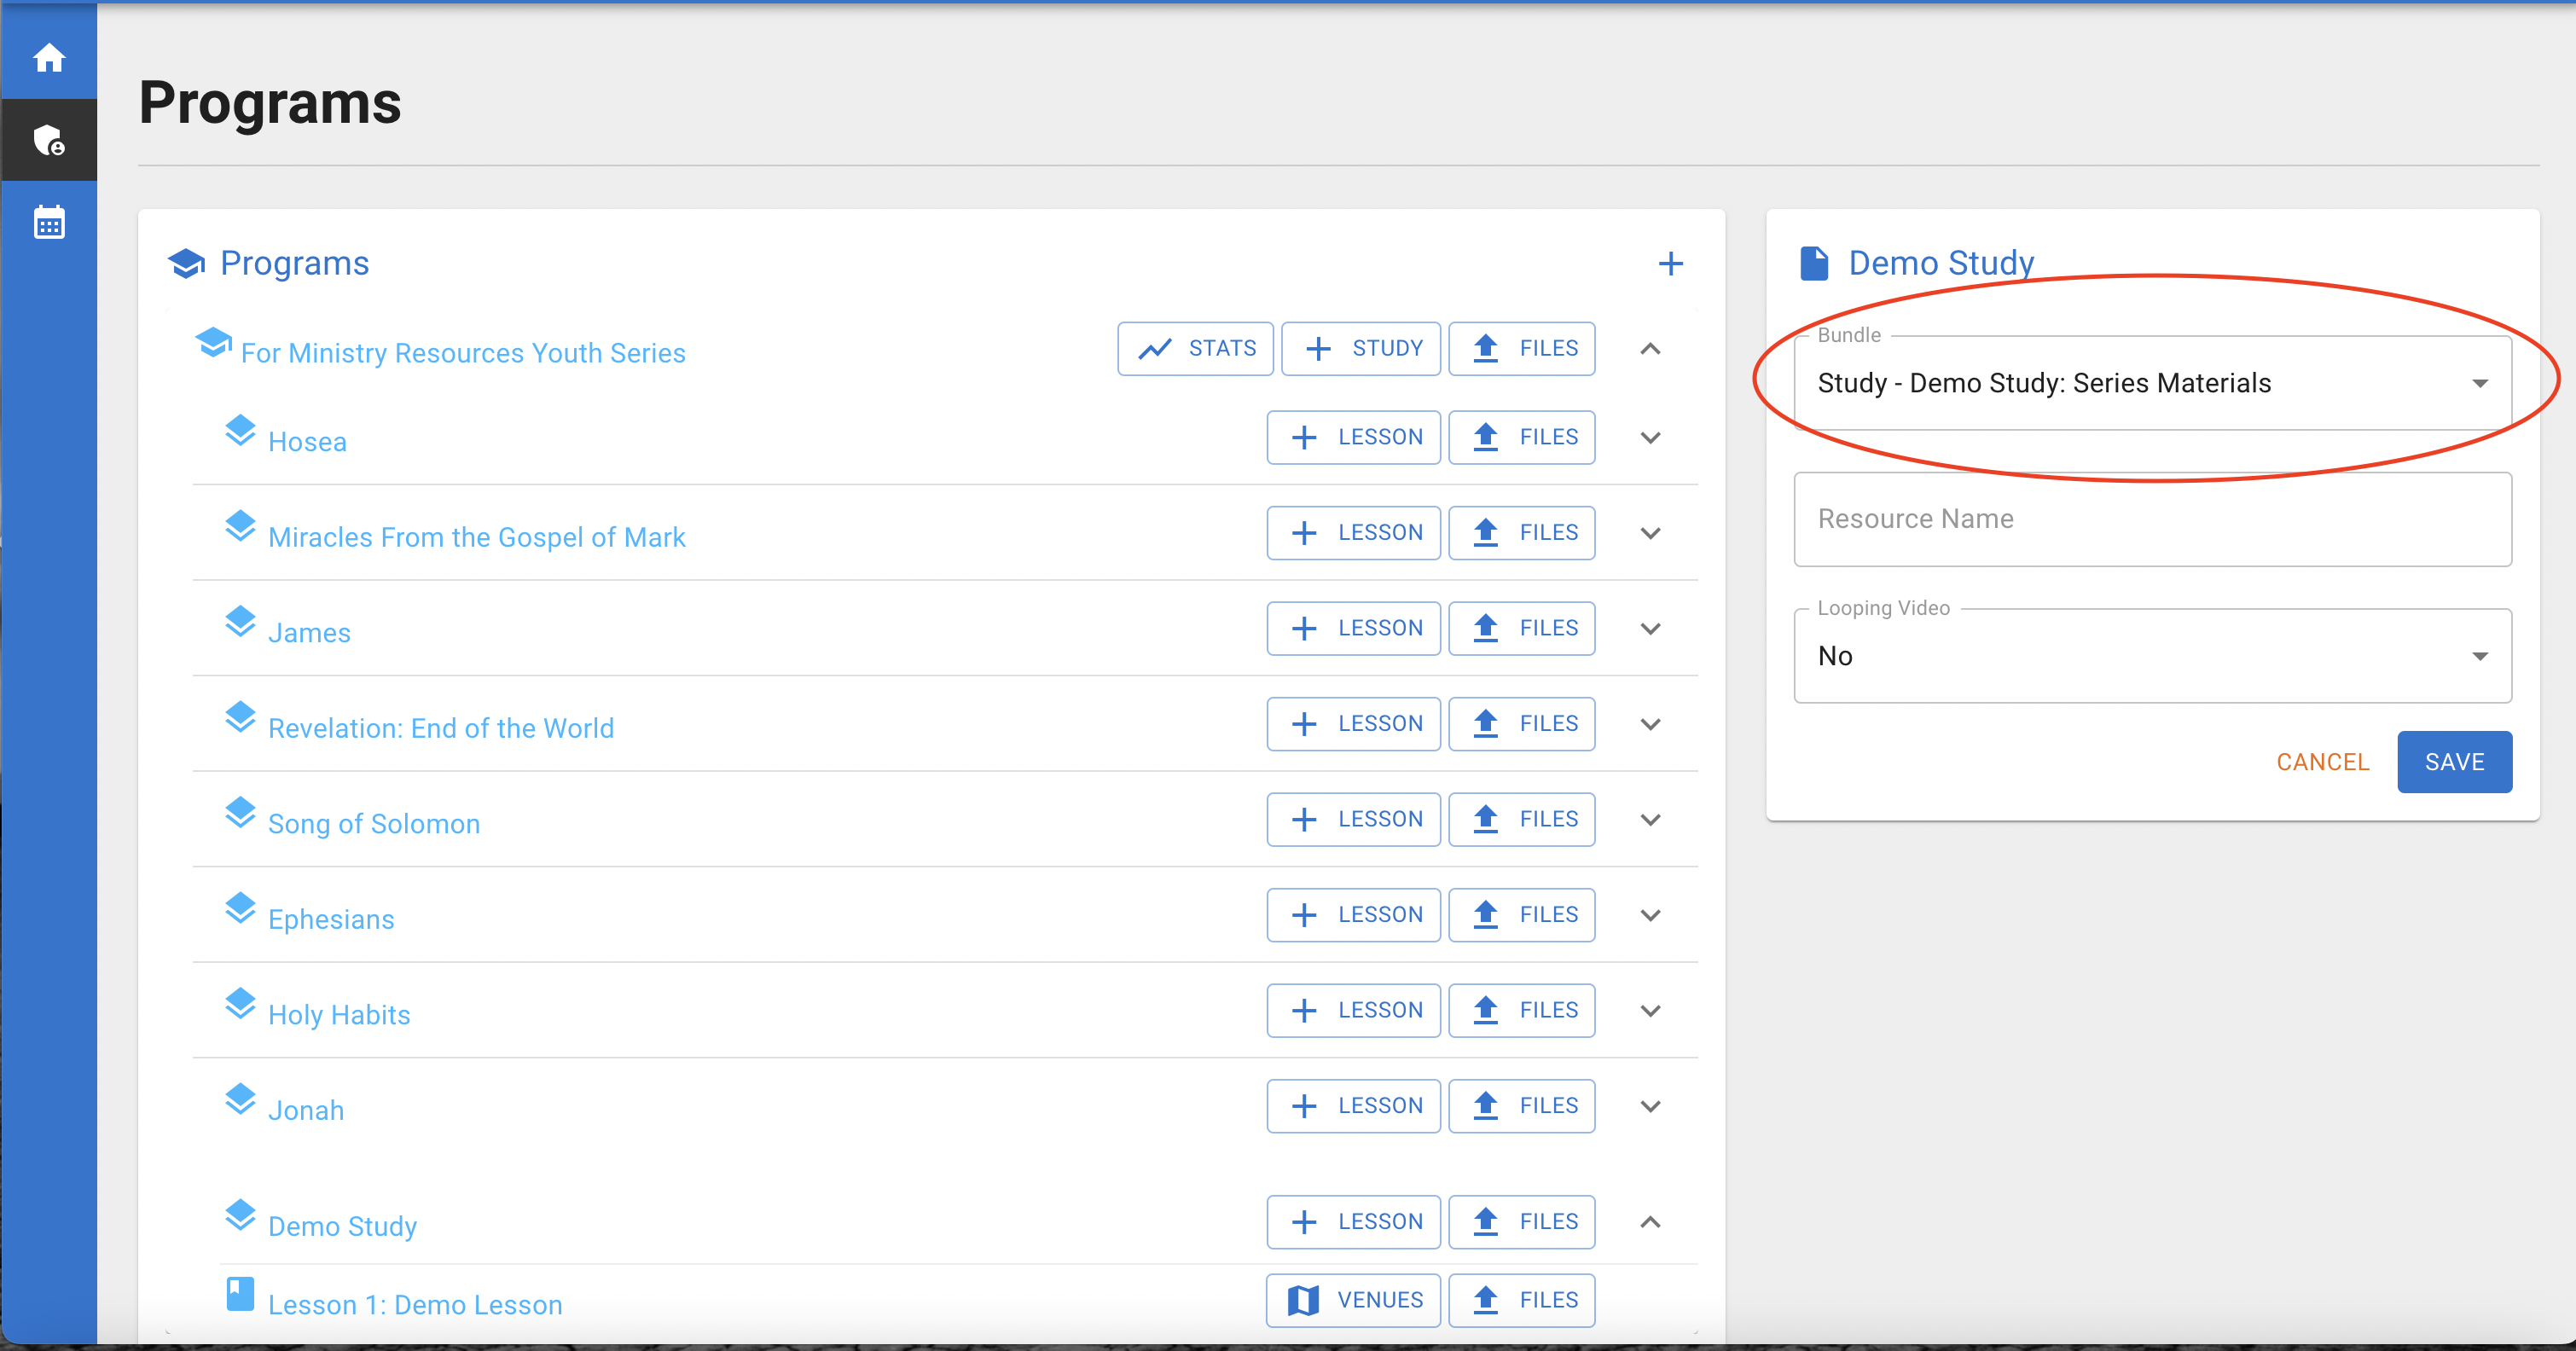 Programs
Programs
For Ministry Resources Youth Series STATS STUDY FILES
Hosea LESSON FILES
Miracles From the Gospel of Mark LESSON FILES
James LESSON FILES
Revelation: End of the World LESSON FILES
Song of Solomon LESSON FILES
Ephesians LESSON FILES
Holy Habits LESSON FILES
Jonah LESSON FILES
Demo Study LESSON FILES
Lesson 1: Demo Lesson VENUES FILES
Demo Study
Bundle
Study - Demo Study: Series Materials
Resource Name
Looping Video
No
CANCEL SAVE